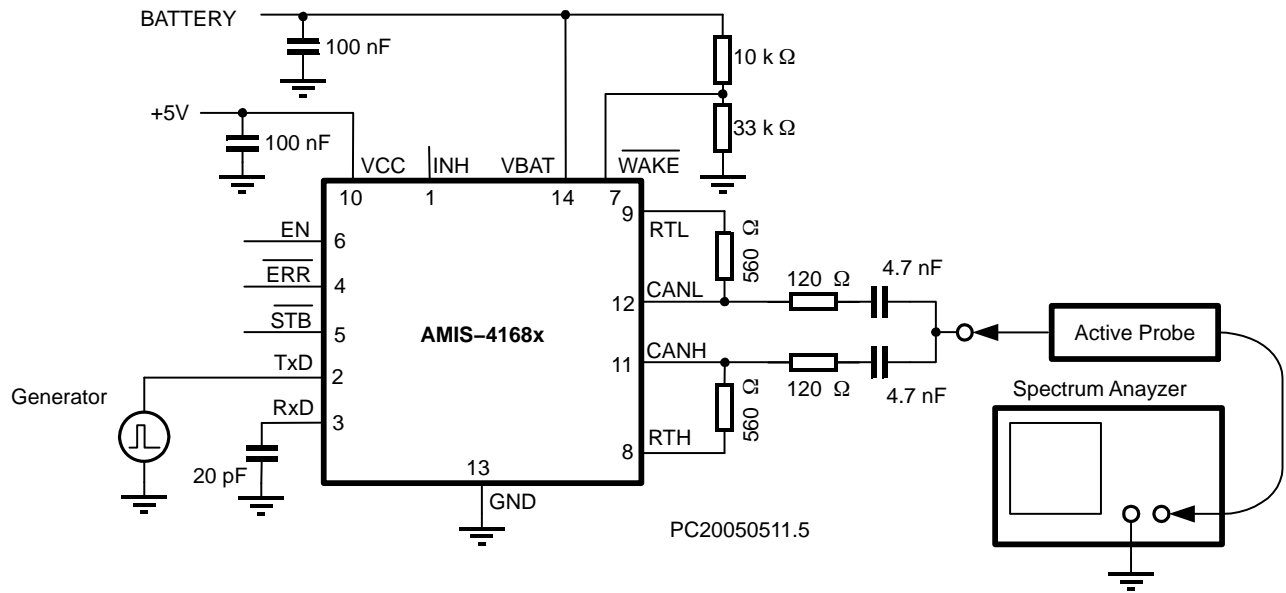 BATTERY
100 nF
10 k Ω
+5V
100 nF
33 k Ω
VCC
INH
VBAT
WAKE
10
1
14
7
9
RTL
560 Ω
EN
6
ERR
4
STB
5
12
CANL
120 Ω
4.7 nF
AMIS−4168x
Active Probe
TxD
2
11
CANH
120 Ω
4.7 nF
Generator
RxD
3
560 Ω
Spectrum Anayzer
8
RTH
20 pF
13
GND
PC20050511.5